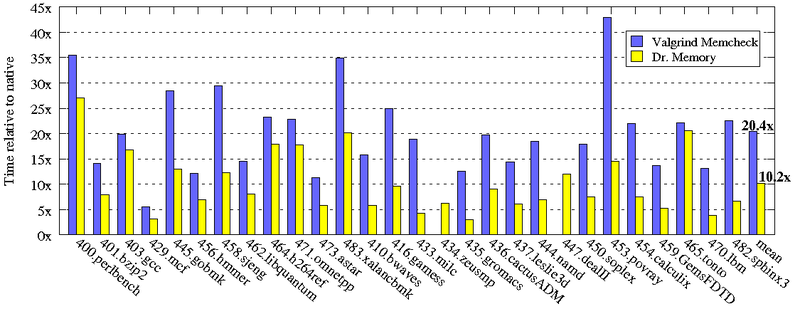 45x
40x
35x
30x
25x
20x
15x
10x
5x
0x
Time relative to native
Valgrind Memcheck
Dr. Memory
20.4x
10.2x
400.perlbench
401.bzip2
403.gcc
429.mcf
445.gobmk
456.hmmer
458.sjeng
462.libquantum
464.h264ref
471.omnetpp
473.astar
483.xalancbmk
410.bwaves
416.gamess
433.milc
434.zeusmp
435.gromacs
436.cactusADM
437.leslie3d
444.namd
447.dealII
450.soplex
453.povray
454.calculix
459.GemsFDTD
465.tonto
470.lbm
482.sphinx3
mean